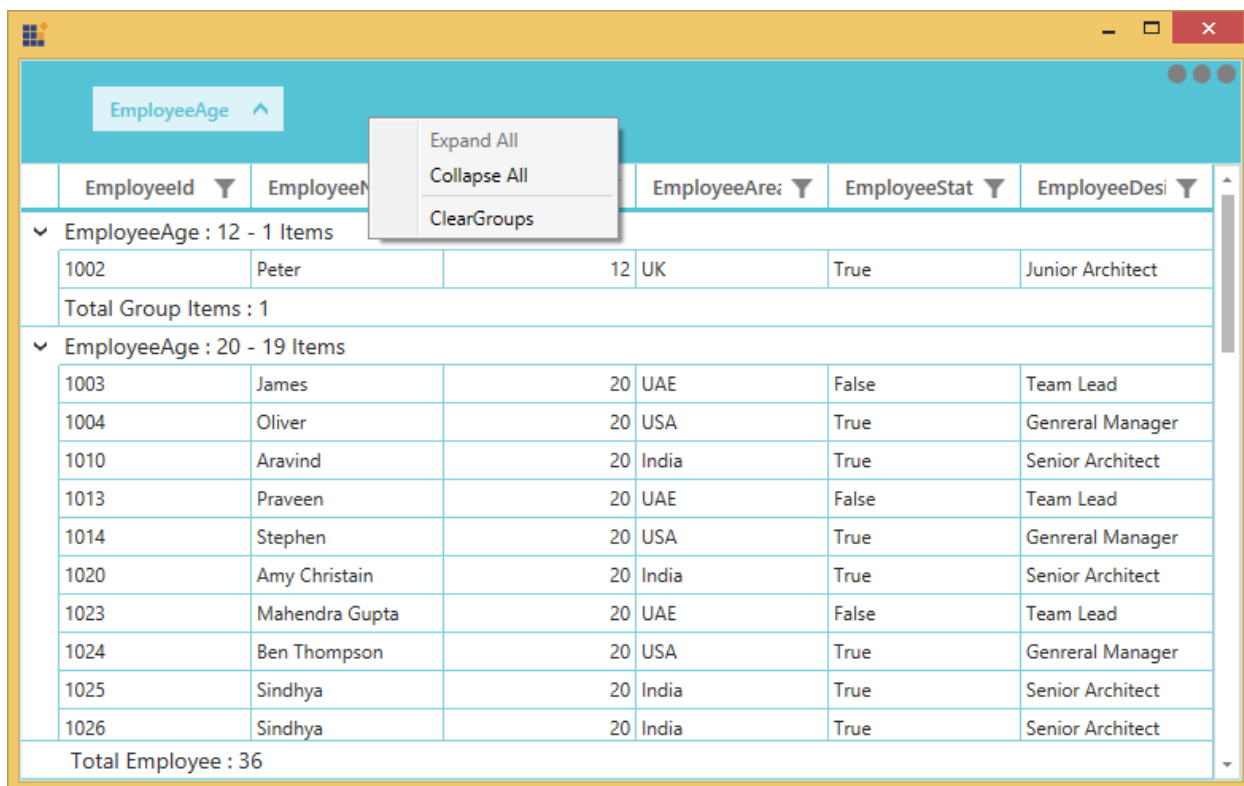 EmployeeAge
Expand All
Collapse All
ClearGroups
EmployeeId EmployeeN EmployeeArea EmployeeStat EmployeeDesi
EmployeeAge : 12 - 1 Items
1002 Peter 12 UK True Junior Architect
Total Group Items : 1
EmployeeAge : 20 - 19 Items
1003 James 20 UAE False Team Lead
1004 Oliver 20 USA True Genreral Manager
1010 Aravind 20 India True Senior Architect
1013 Praveen 20 UAE False Team Lead
1014 Stephen 20 USA True Genreral Manager
1020 Amy Christain 20 India True Senior Architect
1023 Mahendra Gupta 20 UAE False Team Lead
1024 Ben Thompson 20 USA True Genreral Manager
1025 Sindhya 20 India True Senior Architect
1026 Sindhya 20 India True Senior Architect
Total Employee : 36